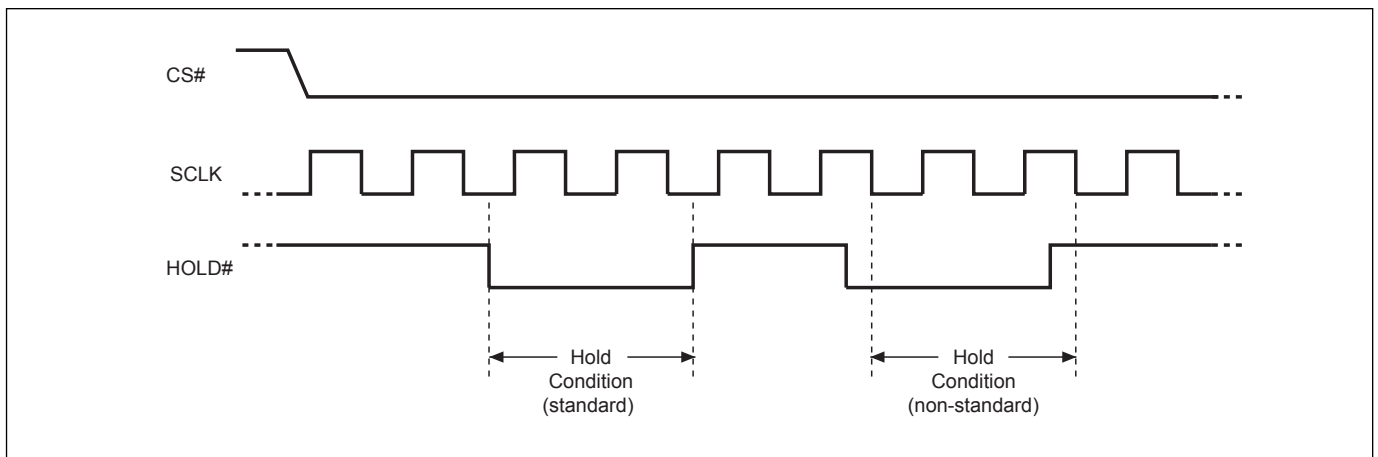 CS#
SCLK
HOLD#
Hold
Condition
(standard)
Hold
Condition
(non-standard)